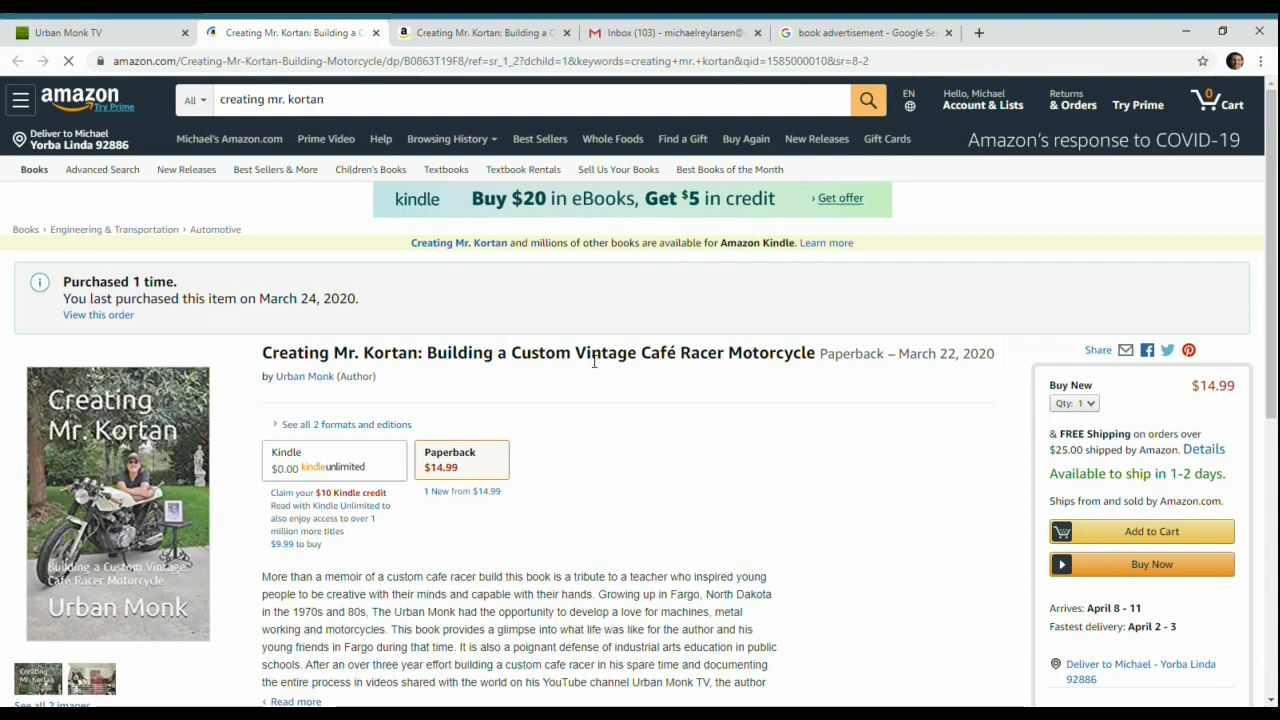 Urban Monk TV
Creating Mr. Kortan: Building a C
Creating Mr. Kortan: Building a C
Inbox (103) - michaelreylarsen@g
book advertisement - Google Se
amazon.com/Creating-Mr-Kortan-Building-Motorcycle/dp/B0863T19F8/ref=sr_1_2?dchild=1&keywords=creating+mr.+kortan&qid=1585000010&sr=8-2
amazon
Try Prime
All
creating mr. kortan
EN
Hello, Michael
Account & Lists
Returns
& Orders
Try Prime
0
Cart
Deliver to Michael
Yorba Linda 92886
Michael's Amazon.com Prime Video Help Browsing History Best Sellers Whole Foods Find a Gift Buy Again New Releases Gift Cards
Amazon's response to COVID-19
Books Advanced Search New Releases Best Sellers & More Children's Books Textbooks Textbook Rentals Sell Us Your Books Best Books of the Month
kindle Buy $20 in eBooks, Get $5 in credit › Get offer
Books › Engineering & Transportation › Automotive
Creating Mr. Kortan and millions of other books are available for Amazon Kindle. Learn more
Purchased 1 time.
You last purchased this item on March 24, 2020.
View this order
Creating Mr. Kortan: Building a Custom Vintage Café Racer Motorcycle Paperback – March 22, 2020
by Urban Monk (Author)
› See all 2 formats and editions
Kindle
$0.00 kindleunlimited
Paperback
$14.99
Claim your $10 Kindle credit
Read with Kindle Unlimited to
also enjoy access to over 1
million more titles
$9.99 to buy
1 New from $14.99
More than a memoir of a custom cafe racer build this book is a tribute to a teacher who inspired young
people to be creative with their minds and capable with their hands. Growing up in Fargo, North Dakota
in the 1970s and 80s, The Urban Monk had the opportunity to develop a love for machines, metal
working and motorcycles. This book provides a glimpse into what life was like for the author and his
young friends in Fargo during that time. It is also a poignant defense of industrial arts education in public
schools. After an over three year effort building a custom cafe racer in his spare time and documenting
the entire process in videos shared with the world on his YouTube channel Urban Monk TV, the author
‹ Read more
Creating
Mr. Kortan
Building a Custom Vintage
Café Racer Motorcycle
Urban Monk
Creating
Mr. Kortan
See all 2 images
Share
Buy New $14.99
Qty: 1
& FREE Shipping on orders over
$25.00 shipped by Amazon. Details
Available to ship in 1-2 days.
Ships from and sold by Amazon.com.
Add to Cart
Buy Now
Arrives: April 8 - 11
Fastest delivery: April 2 - 3
Deliver to Michael - Yorba Linda
92886